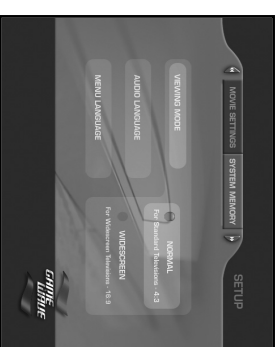 SETUP
MOVIE SETTINGS
SYSTEM MEMORY
VIEWING MODE
AUDIO LANGUAGE
MENU LANGUAGE
NORMAL
For Standard Televisions - 4:3
WIDESCREEN
For Widescreen Televisions - 16:9
GAME
WAVE